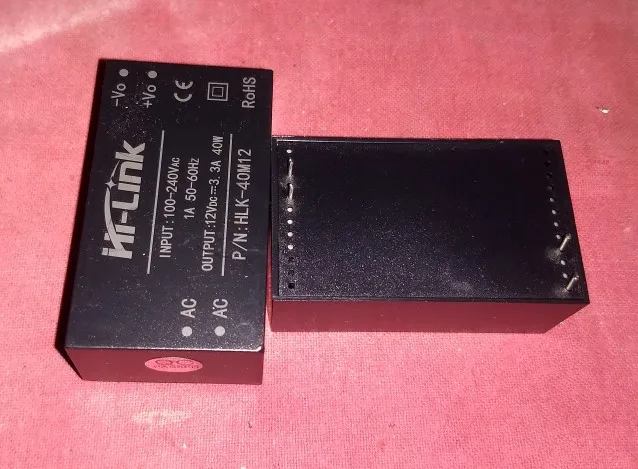 Hi-Link
INPUT:100-240VAC
1A 50-60Hz
OUTPUT:12VDC⎓3.3A 40W
P/N:HLK-40M12
-Vo
+Vo
CE
RoHS
AC
AC